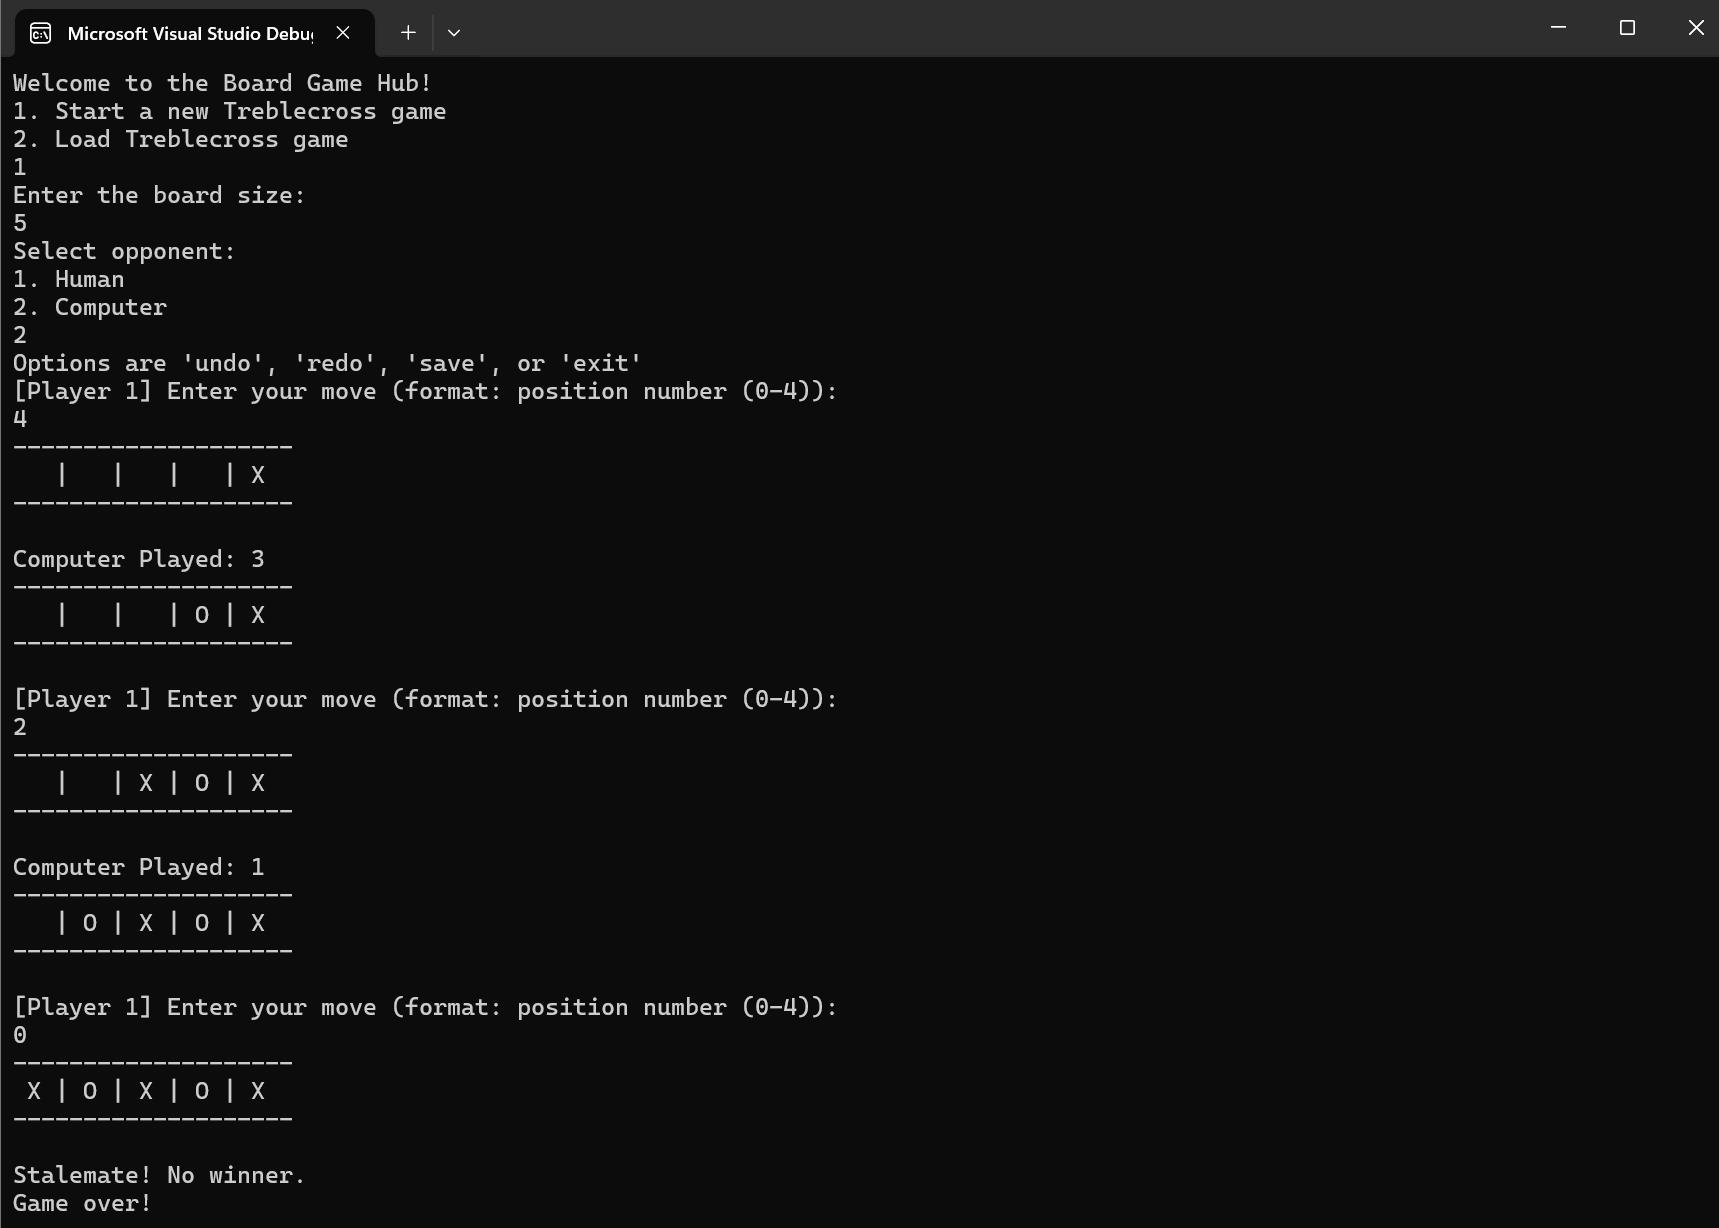 Microsoft Visual Studio Debu
Welcome to the Board Game Hub!
1. Start a new Treblecross game
2. Load Treblecross game
1
Enter the board size:
5
Select opponent:
1. Human
2. Computer
2
Options are 'undo', 'redo', 'save', or 'exit'
[Player 1] Enter your move (format: position number (0-4)):
4
--------------------
   |   |   |   | X
--------------------
Computer Played: 3
--------------------
   |   |   | O | X
--------------------
[Player 1] Enter your move (format: position number (0-4)):
2
--------------------
   |   | X | O | X
--------------------
Computer Played: 1
--------------------
   | O | X | O | X
--------------------
[Player 1] Enter your move (format: position number (0-4)):
0
--------------------
 X | O | X | O | X
--------------------
Stalemate! No winner.
Game over!